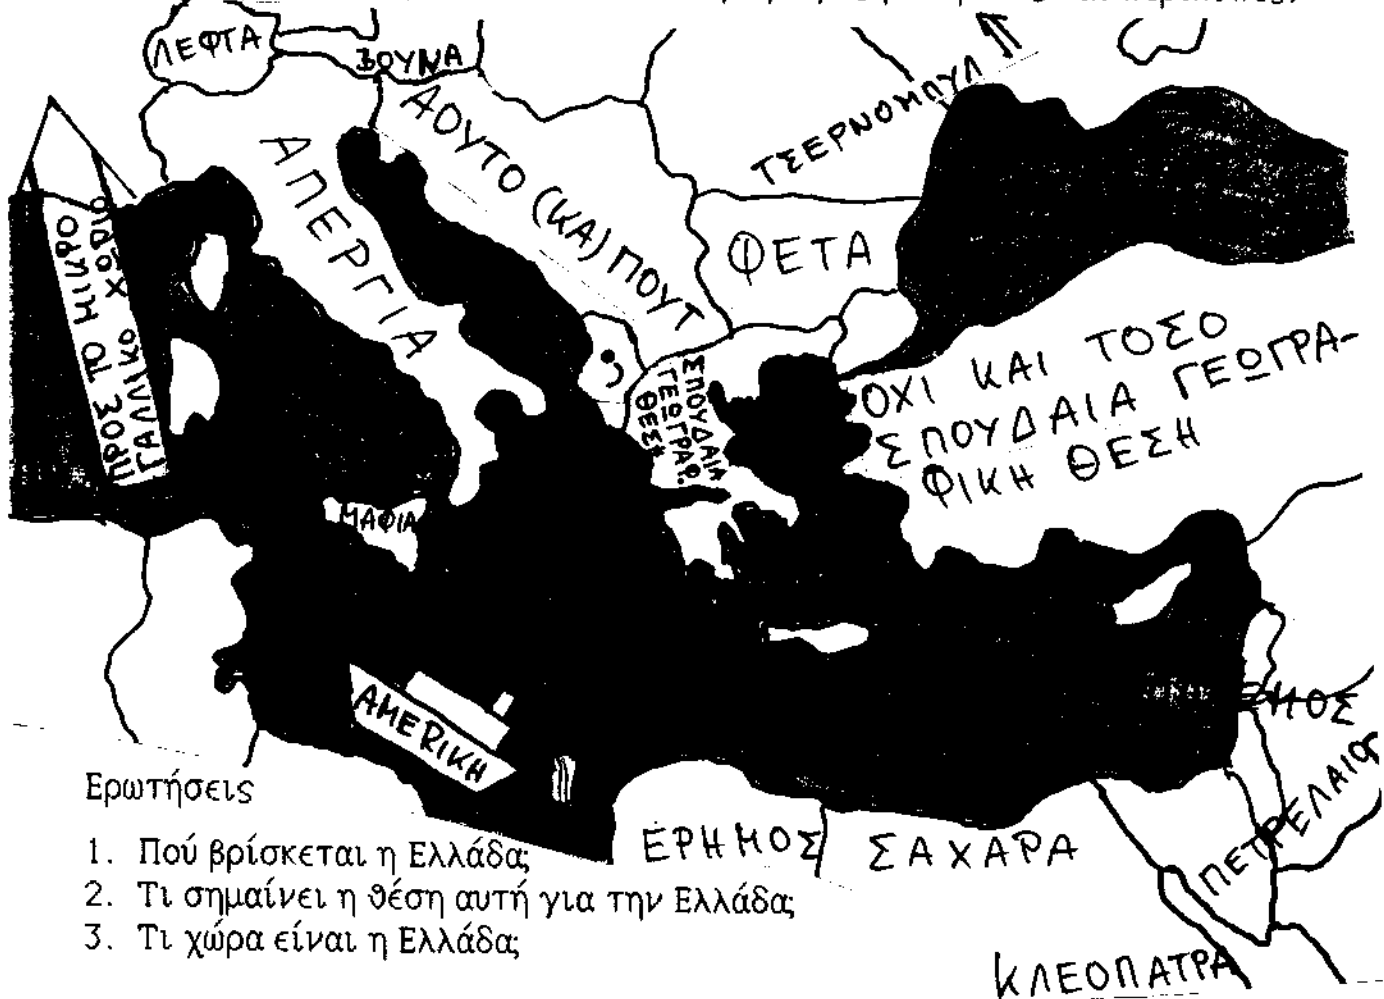 ΛΕΦΤΑ
ΒΟΥΝΑ
ΑΟΥΤΟ (ΚΑ) ΠΟΥΤ
ΑΠΕΡΓΙΑ
ΤΣΕΡΝΟΜΠΥΛ
ΦΕΤΑ
ΠΡΟΣ ΤΟ ΜΙΚΡΟ
ΓΑΛΛΙΚΟ ΧΩΡΙΟ
ΣΠΟΥΔΑΙΑ
ΓΕΩΓΡΑΦ.
ΘΕΣΗ
ΟΧΙ ΚΑΙ ΤΟΣΟ
ΣΠΟΥΔΑΙΑ ΓΕΩΓΡΑ-
ΦΙΚΗ ΘΕΣΗ
ΜΑΦΙΑ
ΑΜΕΡΙΚΗ
ΕΡΗΜΟΣ ΣΑΧΑΡΑ
ΠΕΤΡΕΛΑΙΟ
ΚΛΕΟΠΑΤΡΑ
Ερωτήσεις
1. Πού βρίσκεται η Ελλάδα;
2. Τι σημαίνει η θέση αυτή για την Ελλάδα;
3. Τι χώρα είναι η Ελλάδα;